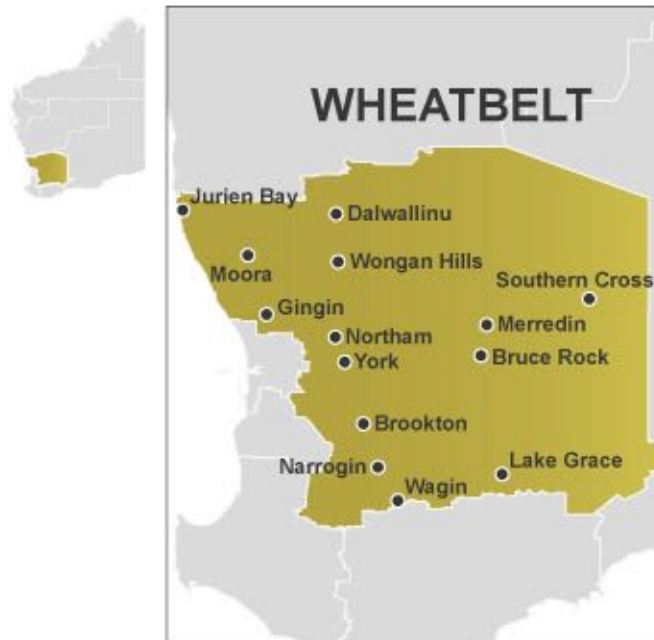 WHEATBELT
Jurien Bay
Dalwallinu
Moora
Wongan Hills
Southern Cross
Gingin
Merredin
Northam
Bruce Rock
York
Brookton
Narrogin
Lake Grace
Wagin